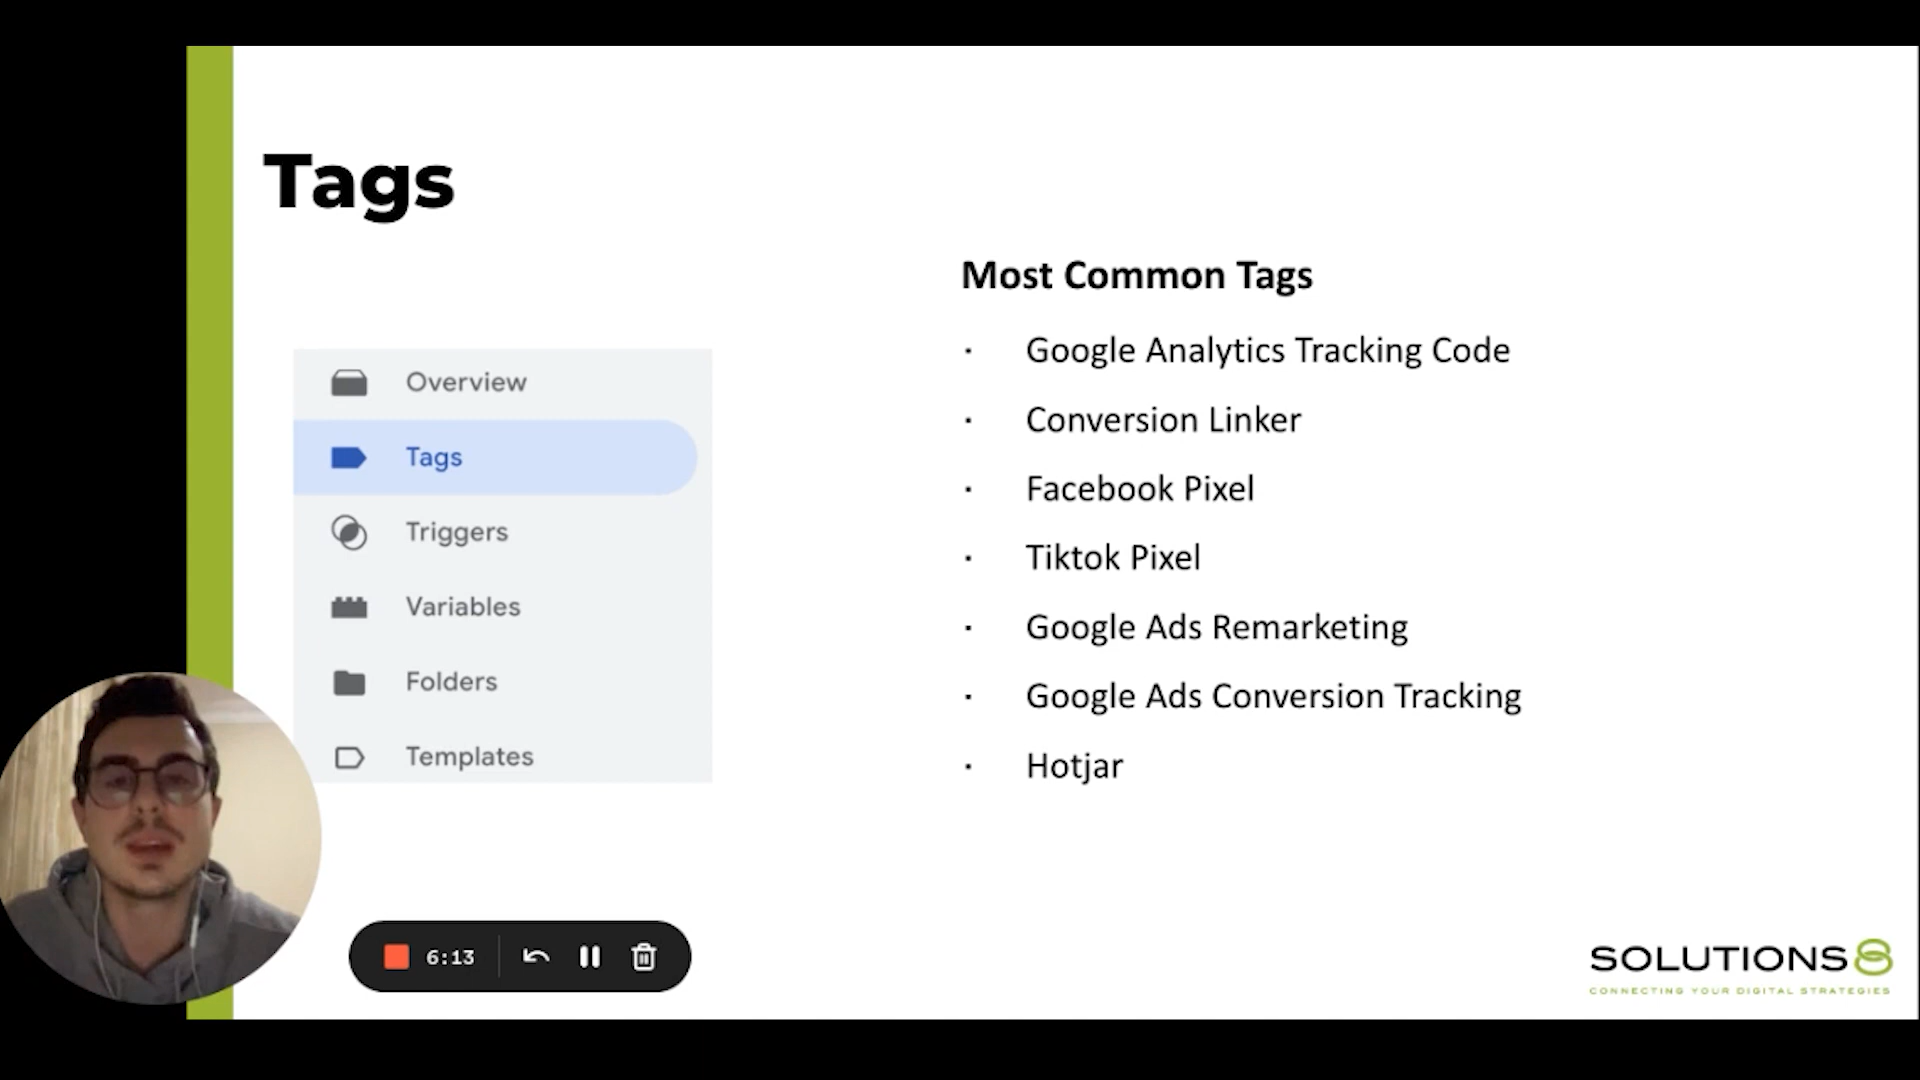 Tags
Overview
Tags
Triggers
Variables
Folders
Templates
Most Common Tags
· Google Analytics Tracking Code
· Conversion Linker
· Facebook Pixel
· Tiktok Pixel
· Google Ads Remarketing
· Google Ads Conversion Tracking
· Hotjar
6:13
SOLUTIONS8
CONNECTING YOUR DIGITAL STRATEGIES